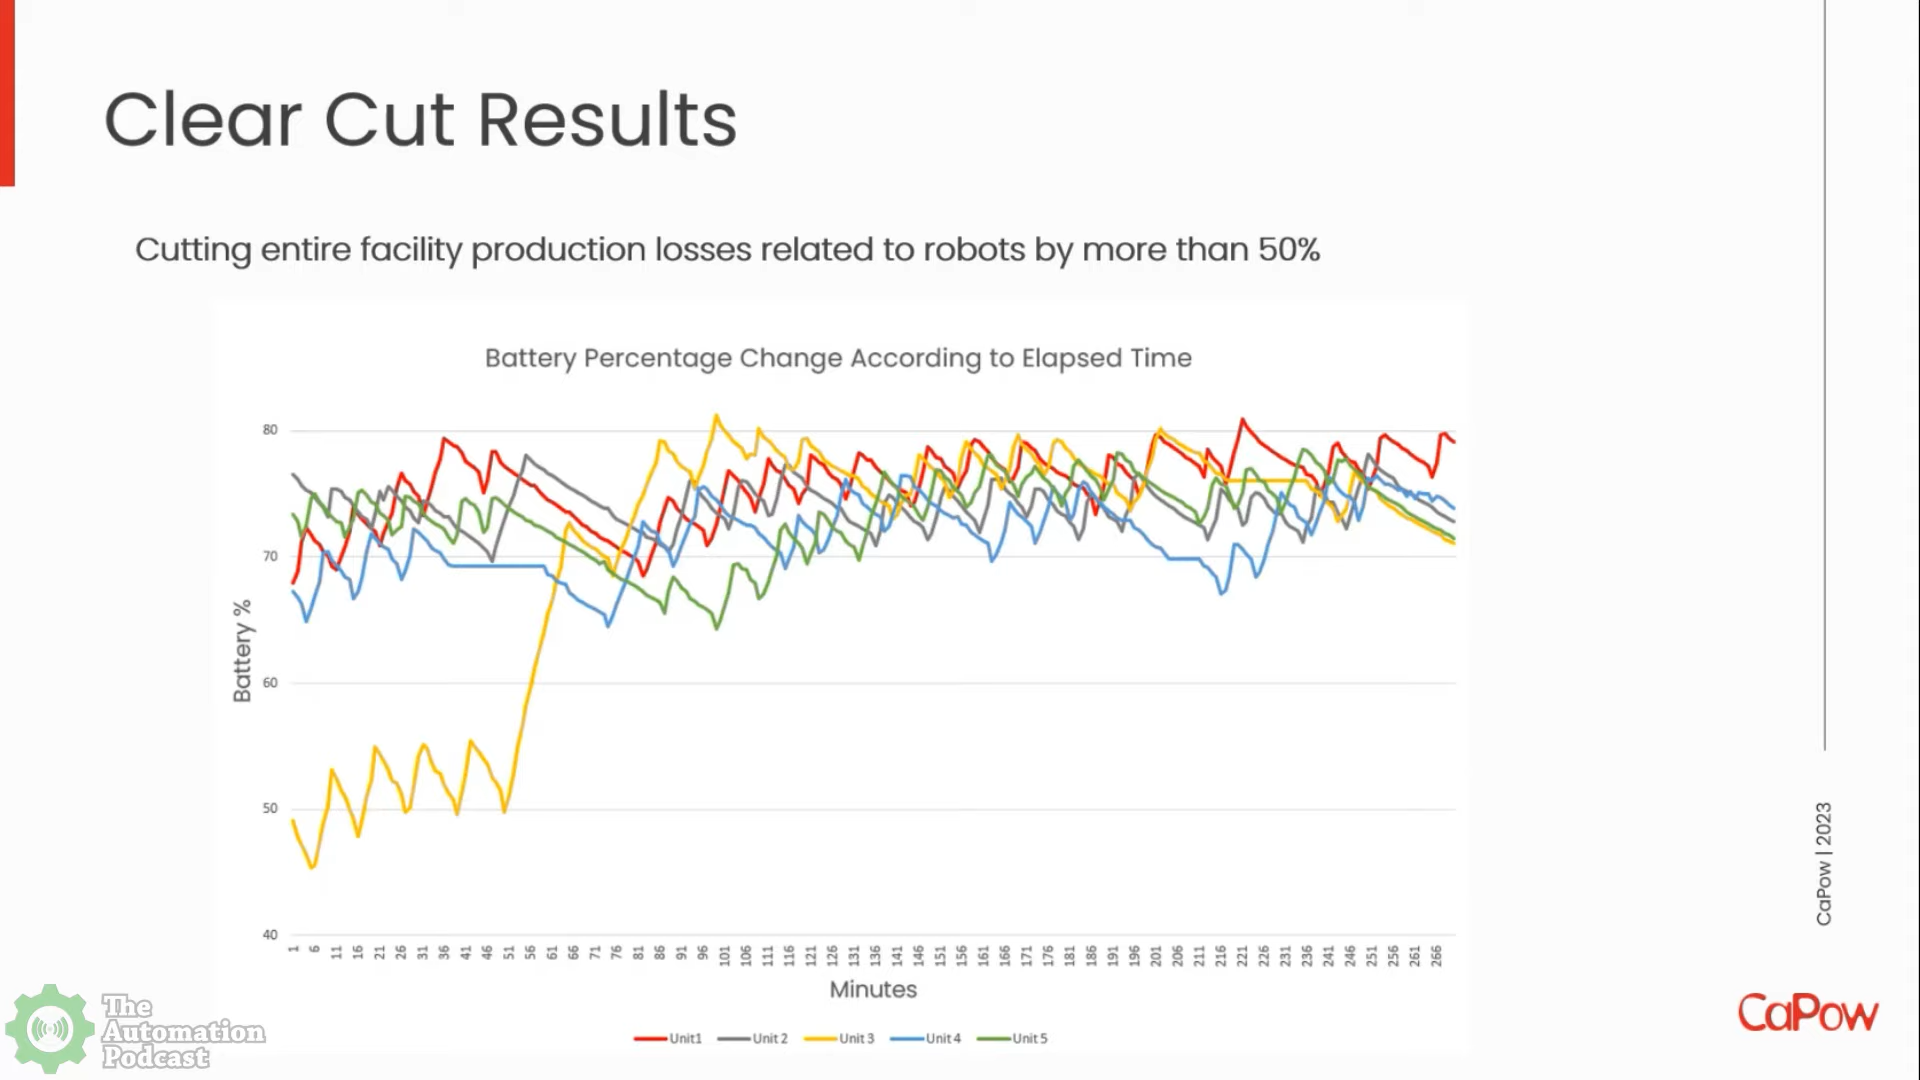 Clear Cut Results
Cutting entire facility production losses related to robots by more than 50%
Battery Percentage Change According to Elapsed Time
Battery %
80
70
60
50
40
1 6 11 16 21 26 31 36 41 46 51 56 61 66 71 76 81 86 91 96 101 106 111 116 121 126 131 136 141 146 151 156 161 166 171 176 181 186 191 196 201 206 211 216 221 226 231 236 241 246 251 256 261 266
Minutes
Unit1 Unit 2 Unit 3 Unit 4 Unit 5
CaPow | 2023
CaPow
The
Automation
Podcast